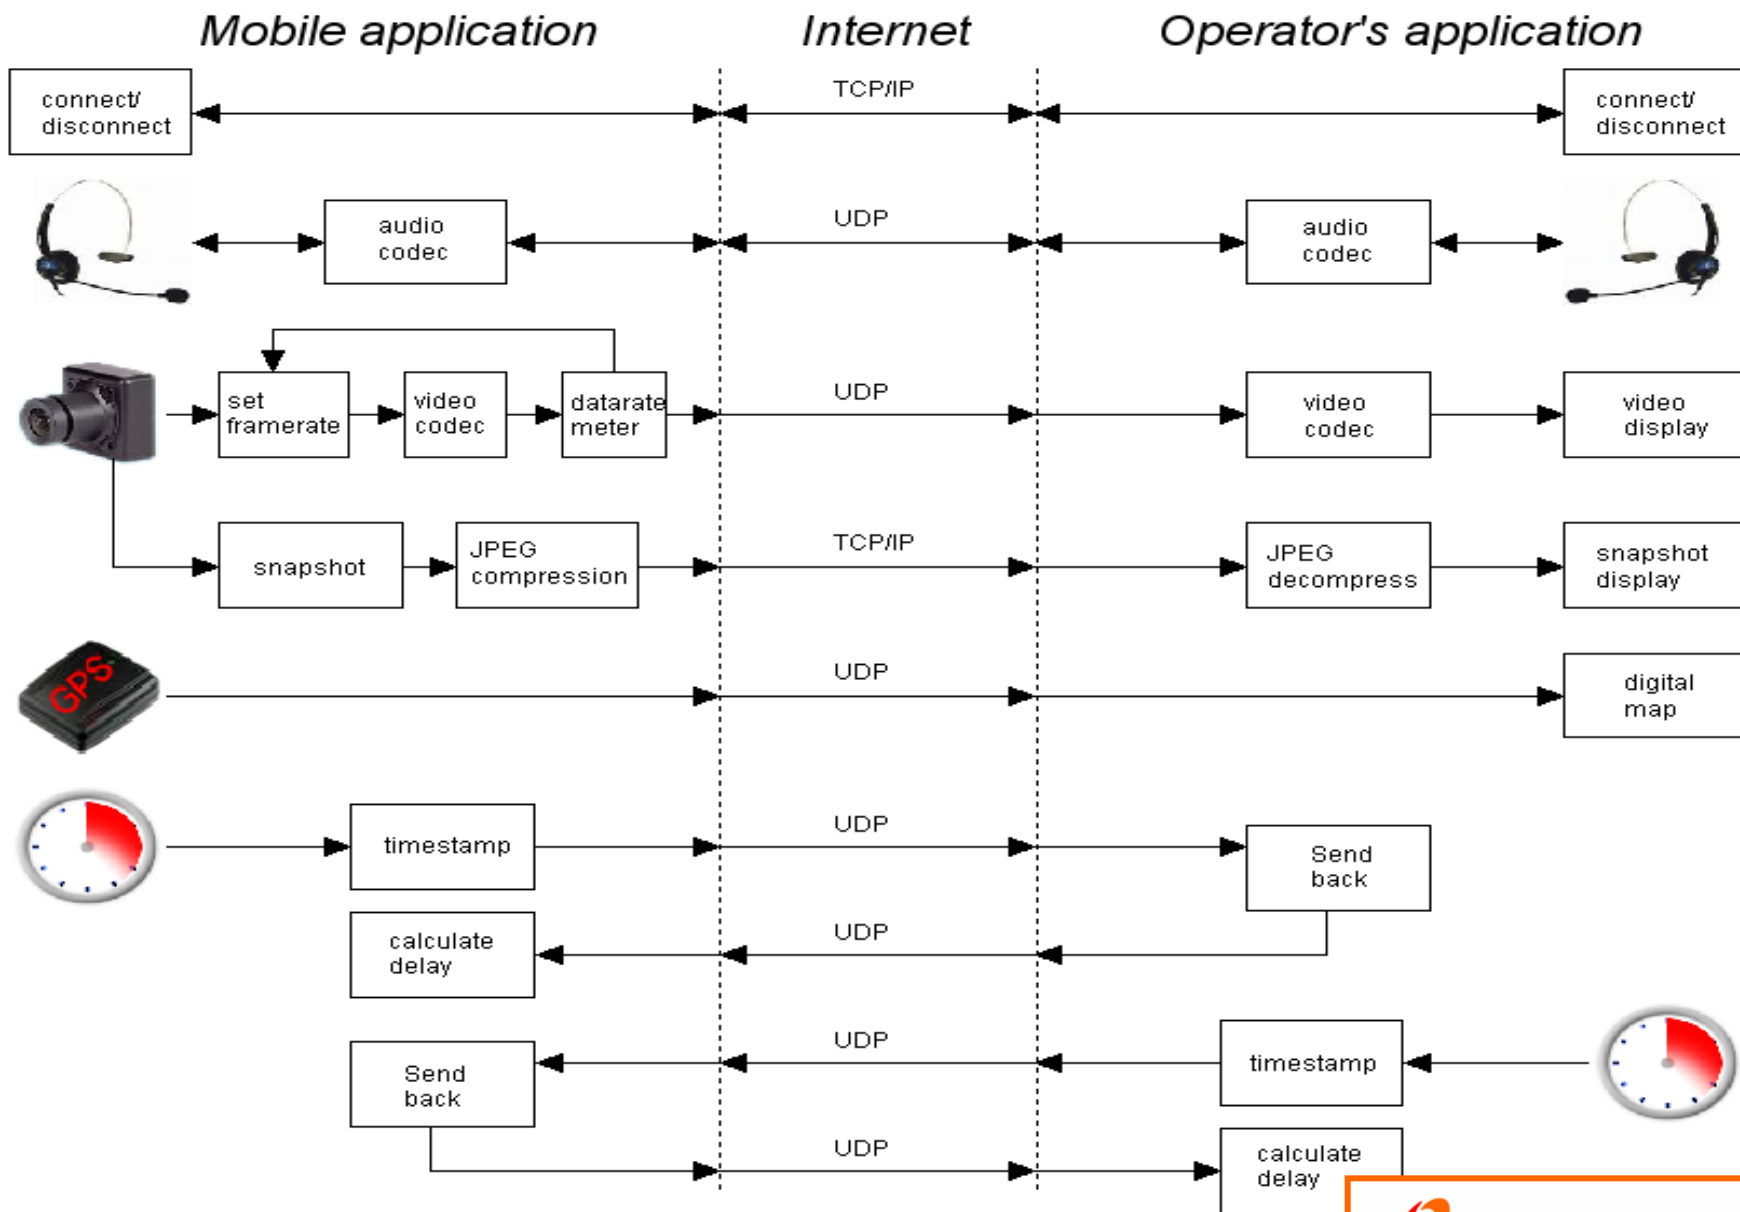 Mobile application
Internet
Operator's application
connect/
disconnect
TCP/IP
connect/
disconnect
audio
codec
UDP
audio
codec
set
framerate
video
codec
datarate
meter
UDP
video
codec
video
display
snapshot
JPEG
compression
TCP/IP
JPEG
decompress
snapshot
display
GPS
UDP
digital
map
timestamp
UDP
Send
back
calculate
delay
UDP
Send
back
UDP
timestamp
UDP
calculate
delay